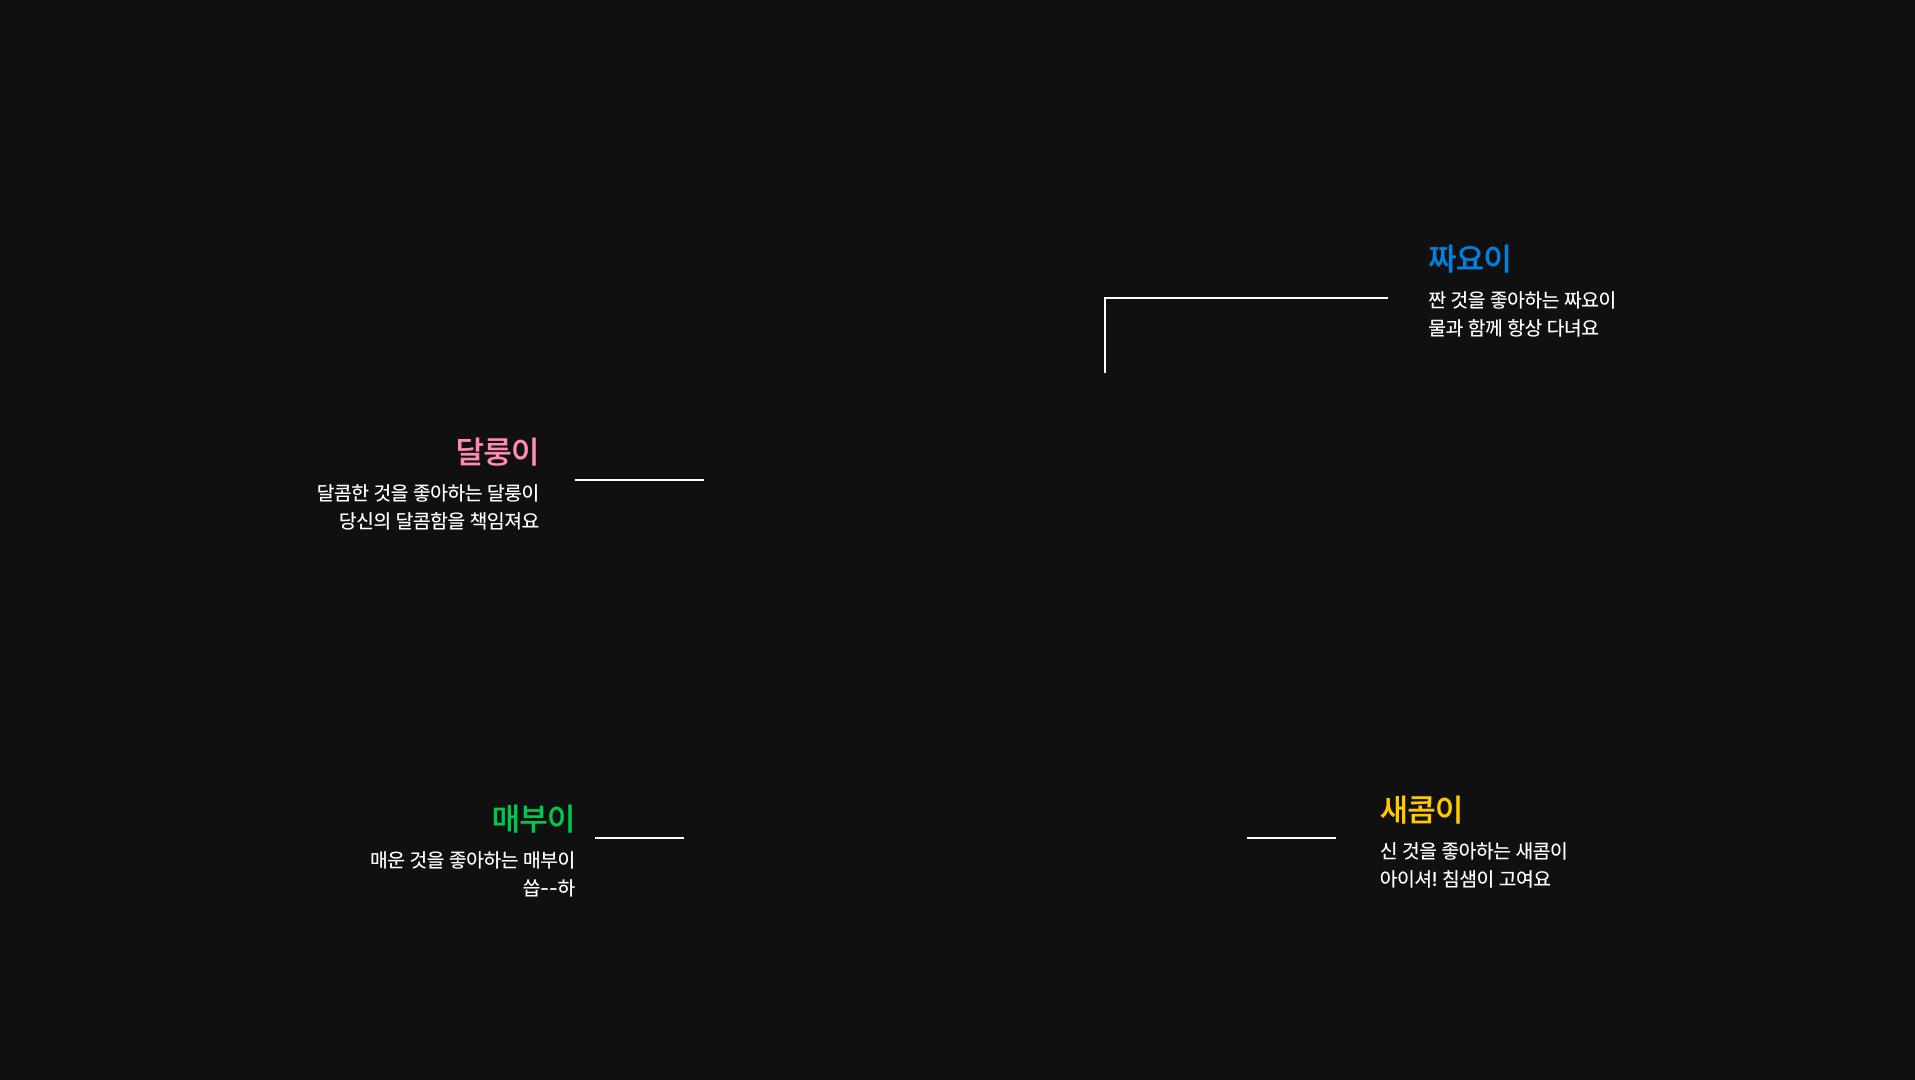 짜요이
짠 것을 좋아하는 짜요이
물과 함께 항상 다녀요
달룽이
달콤한 것을 좋아하는 달룽이
당신의 달콤함을 책임져요
매부이
매운 것을 좋아하는 매부이
씁--하
새콤이
신 것을 좋아하는 새콤이
아이셔! 침샘이 고여요